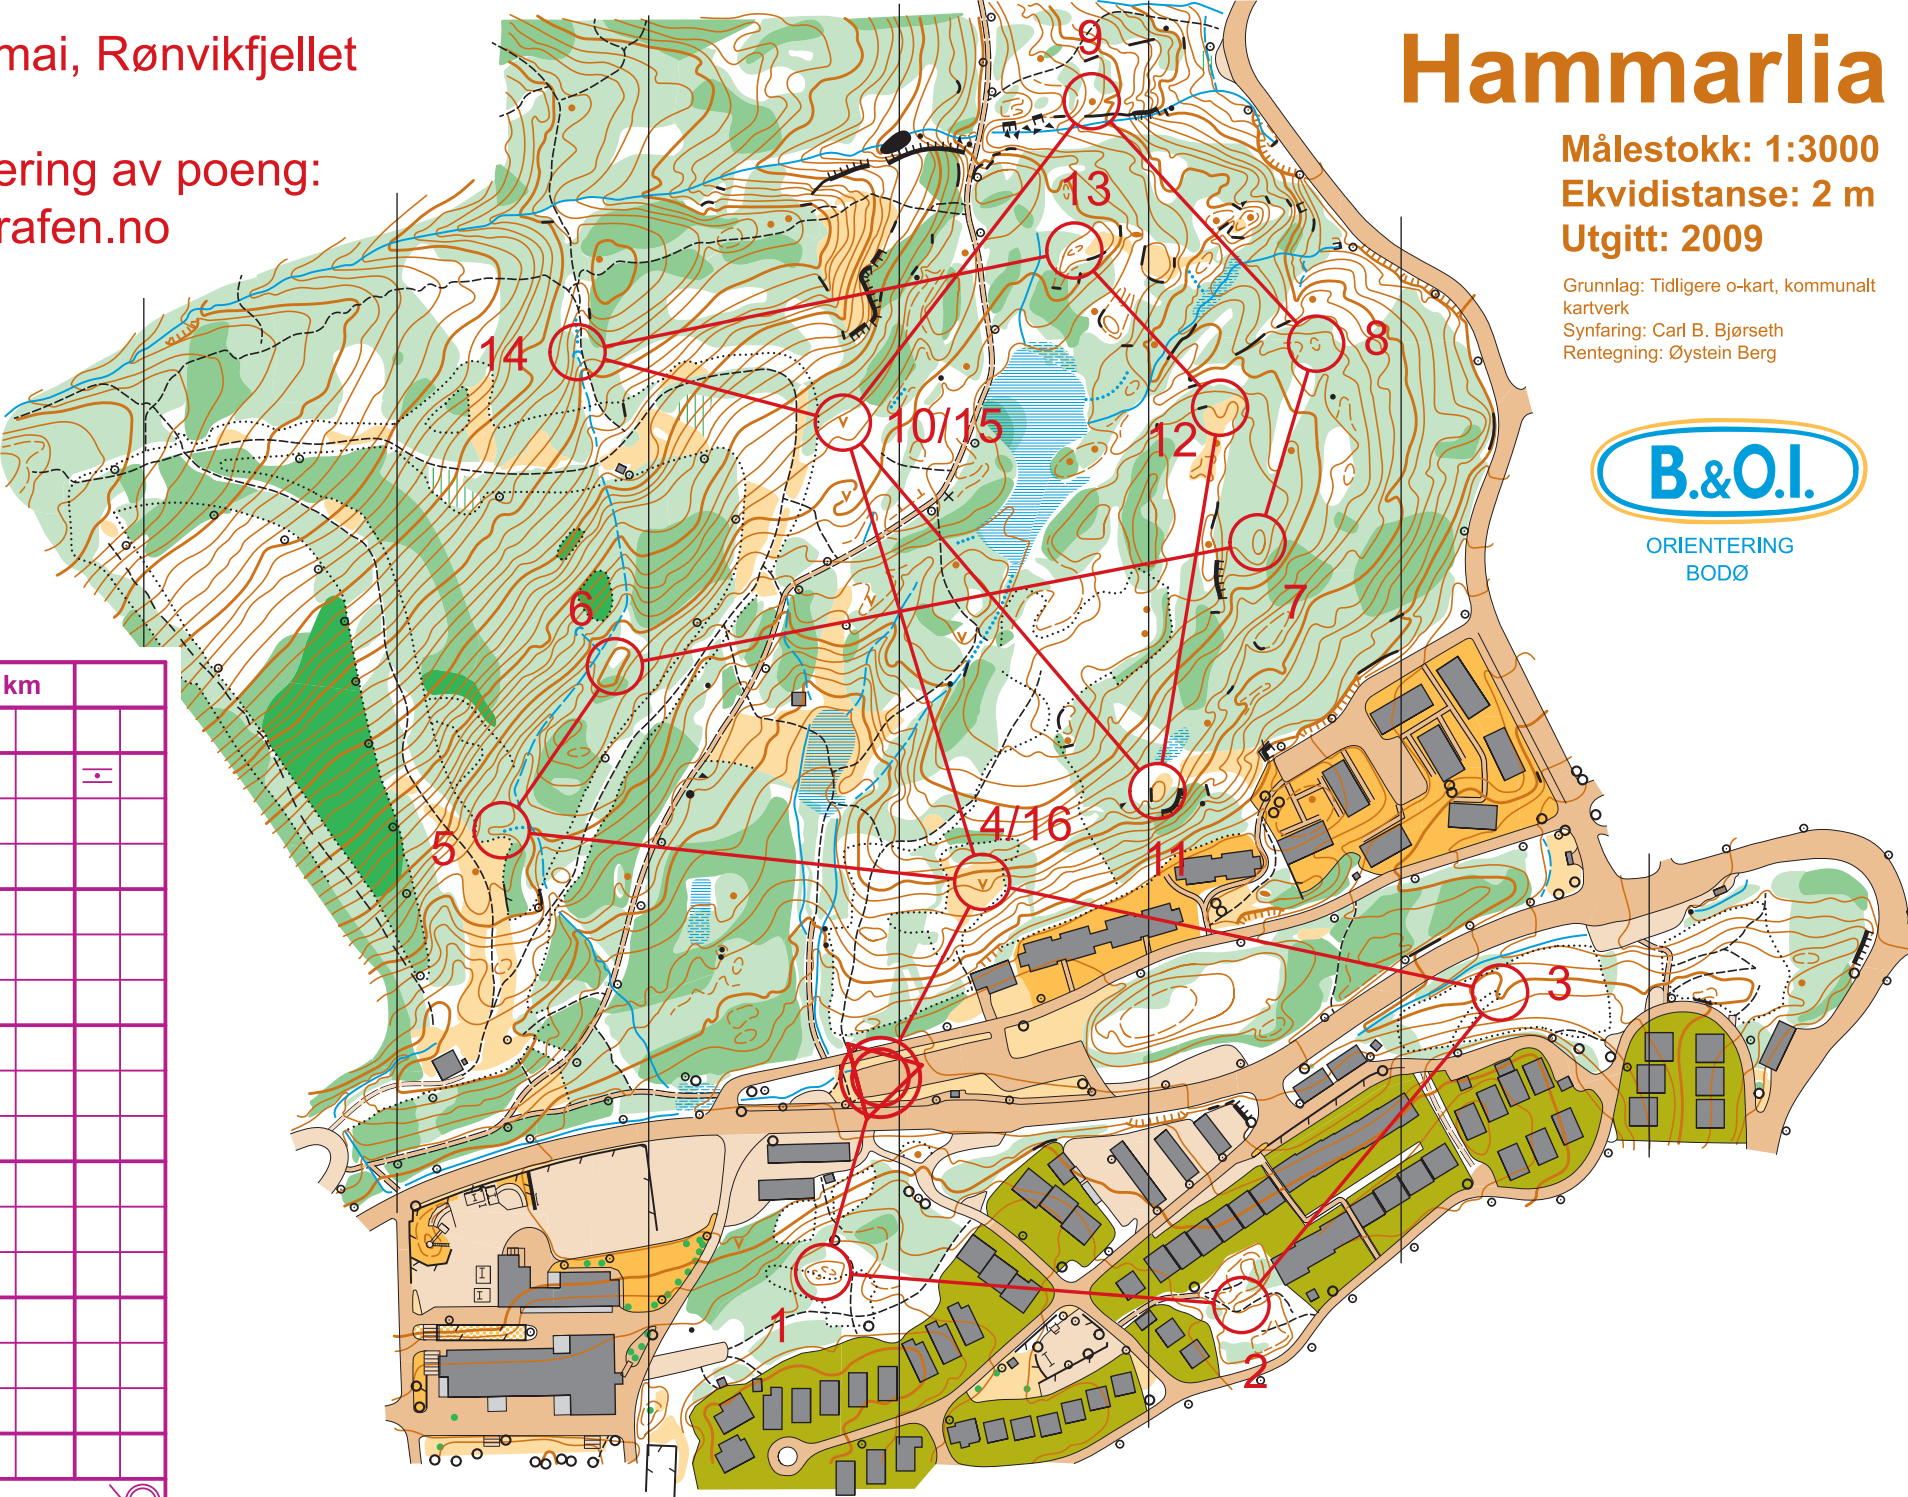 mai, Rønvikfjellet
ering av poeng:
rafen.no
Hammarlia
Målestokk: 1:3000
Ekvidistanse: 2 m
Utgitt: 2009
Grunnlag: Tidligere o-kart, kommunalt
kartverk
Synfaring: Carl B. Bjørseth
Rentegning: Øystein Berg
B.&O.I.
ORIENTERING
BODØ
9
13
14
8
10/15
12
6
7
km
5
4/16
11
3
1
2